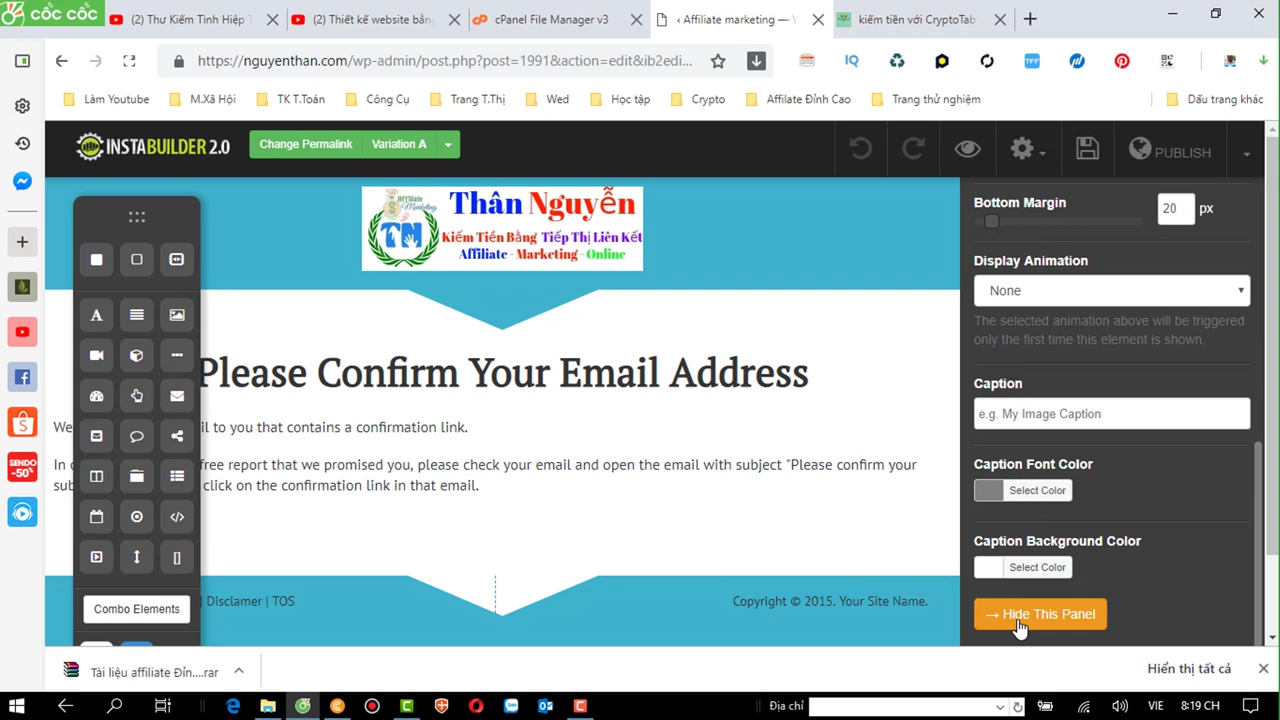 cốc cốc
(2) Thư Kiếm Tình Hiệp T
(2) Thiết kế website bằng
cPanel File Manager v3
‹ Affiliate marketing — W
kiếm tiền với CryptoTab
https://nguyenthan.com/wp-admin/post.php?post=1991&action=edit&ib2edi...
IQ
TFF
Làm Youtube
M.Xã Hội
TK T.Toán
Công Cụ
Trang T.Thị
Wed
Học tập
Crypto
Affilate Đỉnh Cao
Trang thử nghiệm
Dấu trang khác
INSTABUILDER 2.0
Change Permalink
Variation A
PUBLISH
Affiliate
Marketing
TN
Thân Nguyễn
Kiếm Tiền Bằng Tiếp Thị Liên Kết
Affiliate - Marketing - Online
Bottom Margin
20 px
Display Animation
None
The selected animation above will be triggered
only the first time this element is shown.
Please Confirm Your Email Address
Caption
e.g. My Image Caption
We
il to you that contains a confirmation link.
In
free report that we promised you, please check your email and open the email with subject "Please confirm your
sub
click on the confirmation link in that email.
Caption Font Color
Select Color
Caption Background Color
Select Color
→ Hide This Panel
| Disclamer | TOS
Copyright © 2015. Your Site Name.
Combo Elements
SENDO
-50%
Tài liệu affiliate Đỉn....rar
Hiển thị tất cả
Địa chỉ
VIE
8:19 CH